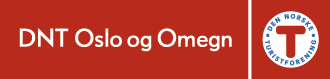 DNT Oslo og Omegn
DEN NORSKE
T
TURISTFORENING